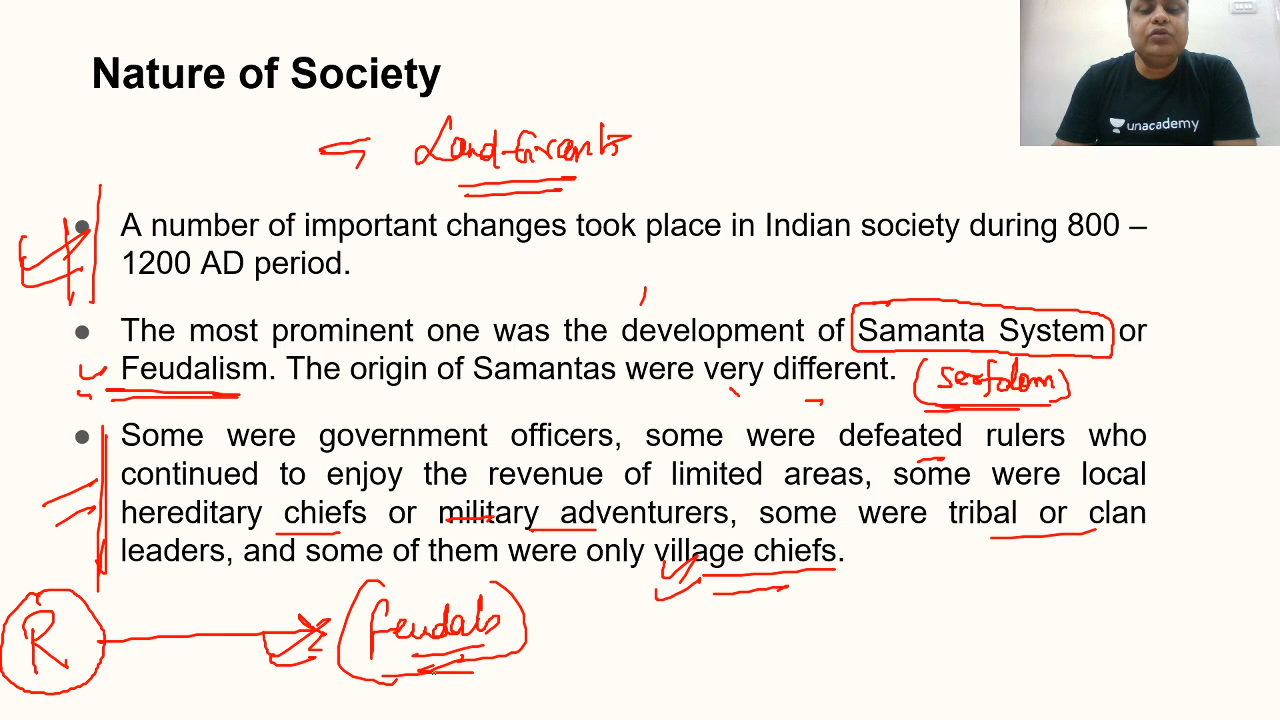 Nature of Society
unacademy
Land-Grants
● A number of important changes took place in Indian society during 800 –
1200 AD period.
● The most prominent one was the development of Samanta System or
Feudalism. The origin of Samantas were very different.
(serfdom)
● Some were government officers, some were defeated rulers who
continued to enjoy the revenue of limited areas, some were local
hereditary chiefs or military adventurers, some were tribal or clan
leaders, and some of them were only village chiefs.
R
feudals